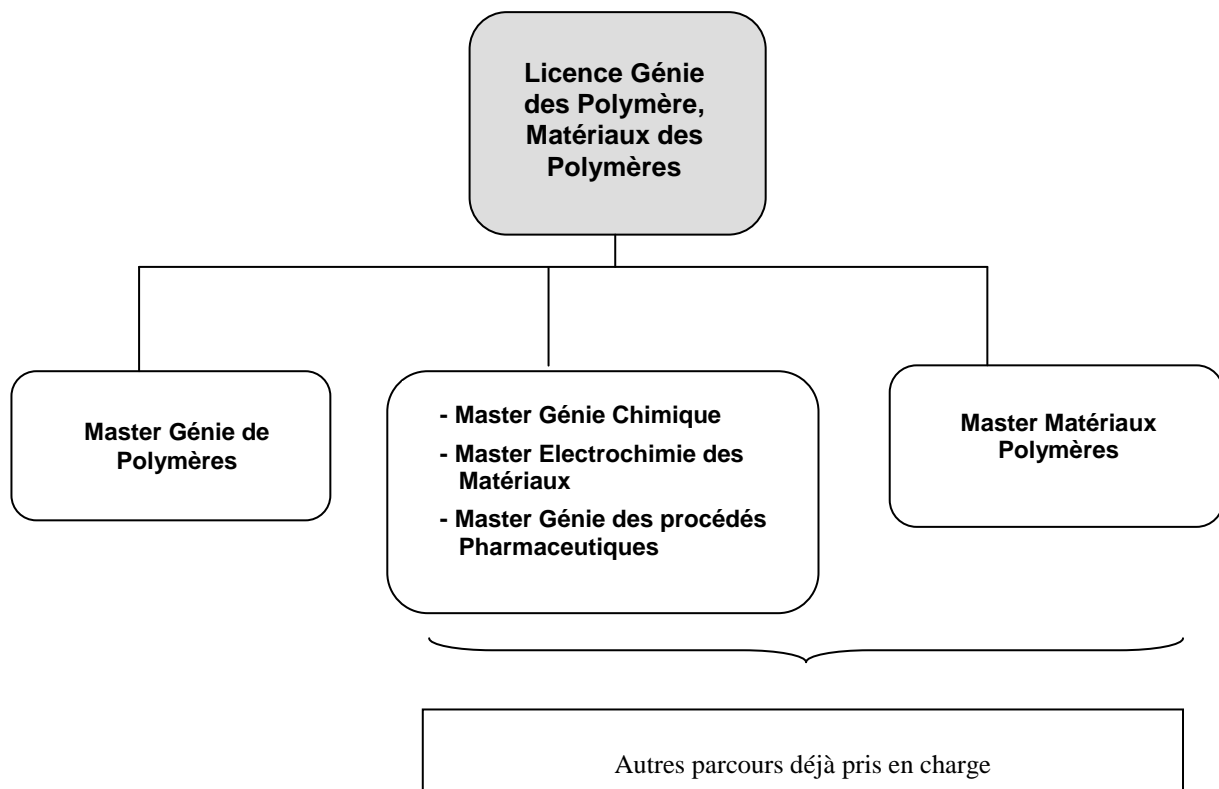 Licence Génie
des Polymère,
Matériaux des
Polymères
Master Génie de
Polymères
- Master Génie Chimique
- Master Electrochimie des
Matériaux
- Master Génie des procédés
Pharmaceutiques
Master Matériaux
Polymères
Autres parcours déjà pris en charge